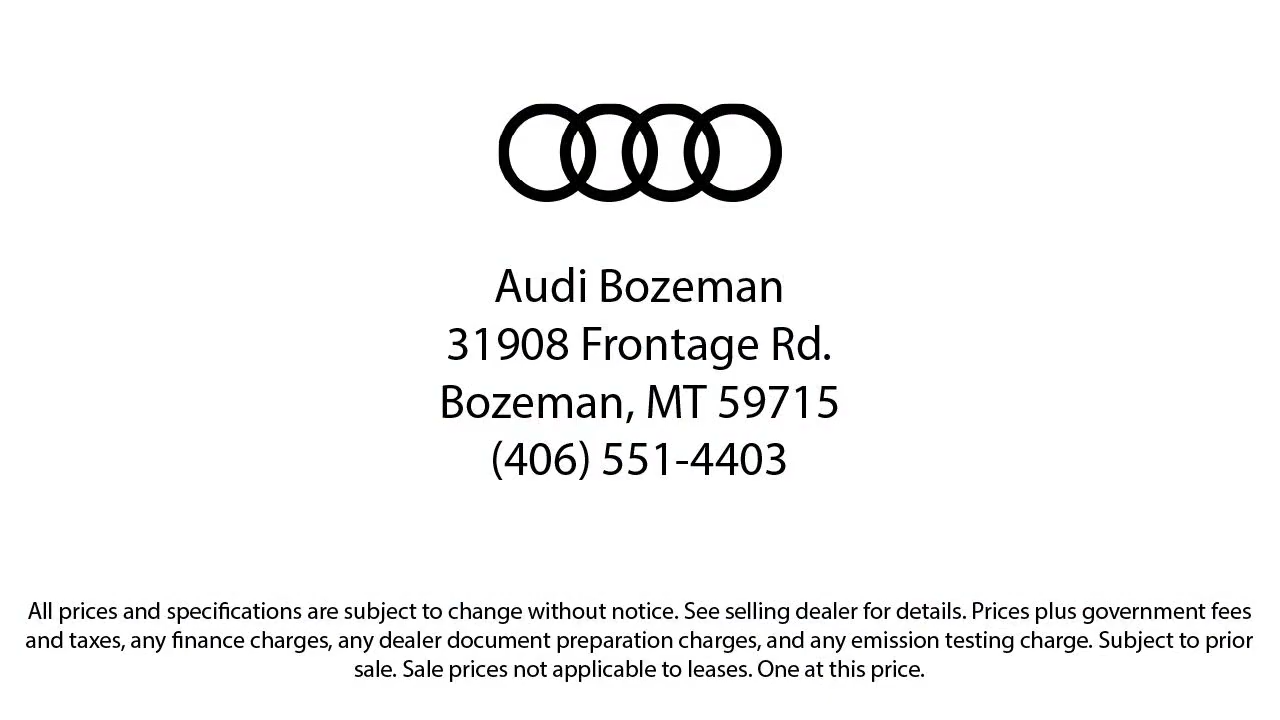 Audi Bozeman
31908 Frontage Rd.
Bozeman, MT 59715
(406) 551-4403
All prices and specifications are subject to change without notice. See selling dealer for details. Prices plus government fees
and taxes, any finance charges, any dealer document preparation charges, and any emission testing charge. Subject to prior
sale. Sale prices not applicable to leases. One at this price.